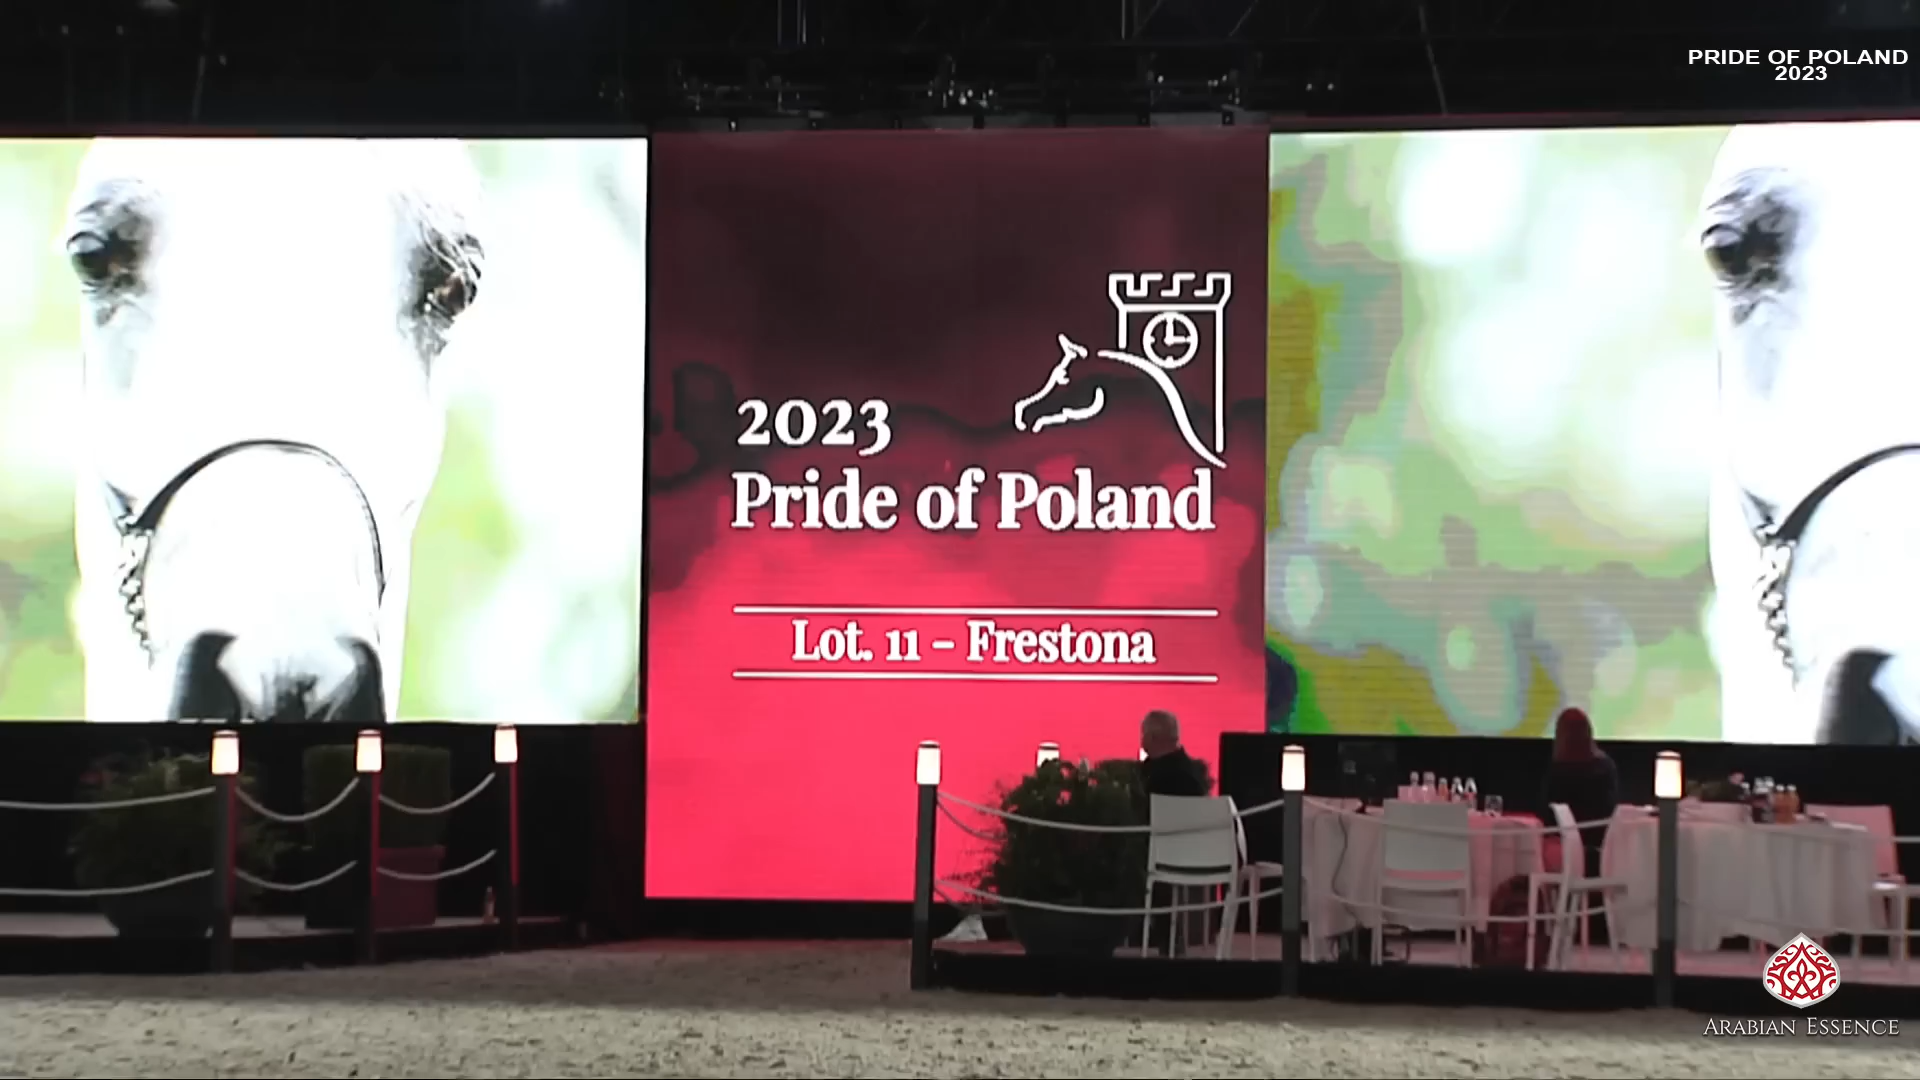 PRIDE OF POLAND
2023
2023
Pride of Poland
Lot. 11 - Frestona
ARABIAN ESSENCE